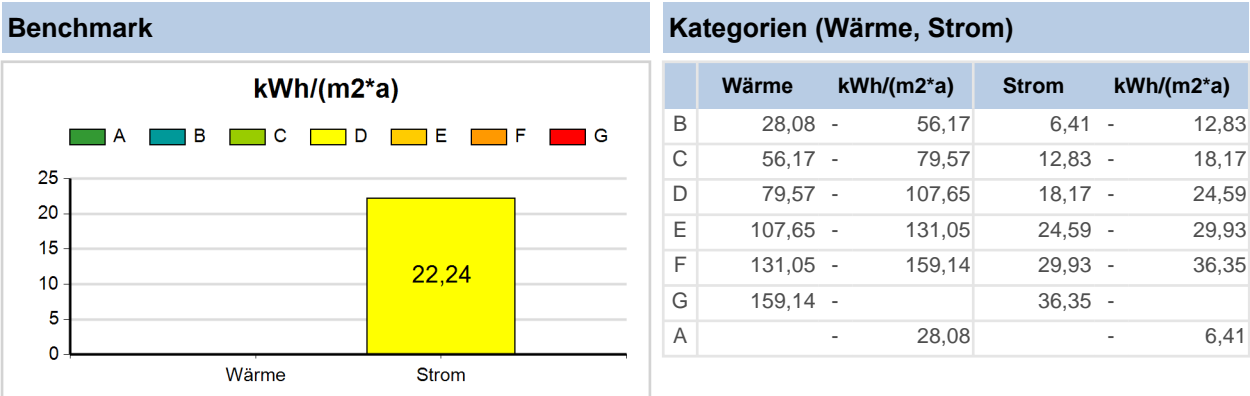 Benchmark
kWh/(m2*a)
A B C D E F G
25
20
15
10
5
0
22,24
Wärme Strom
Kategorien (Wärme, Strom)
Wärme kWh/(m2*a) Strom kWh/(m2*a)
B 28,08 - 56,17 6,41 - 12,83
C 56,17 - 79,57 12,83 - 18,17
D 79,57 - 107,65 18,17 - 24,59
E 107,65 - 131,05 24,59 - 29,93
F 131,05 - 159,14 29,93 - 36,35
G 159,14 - 36,35 -
A - 28,08 - 6,41